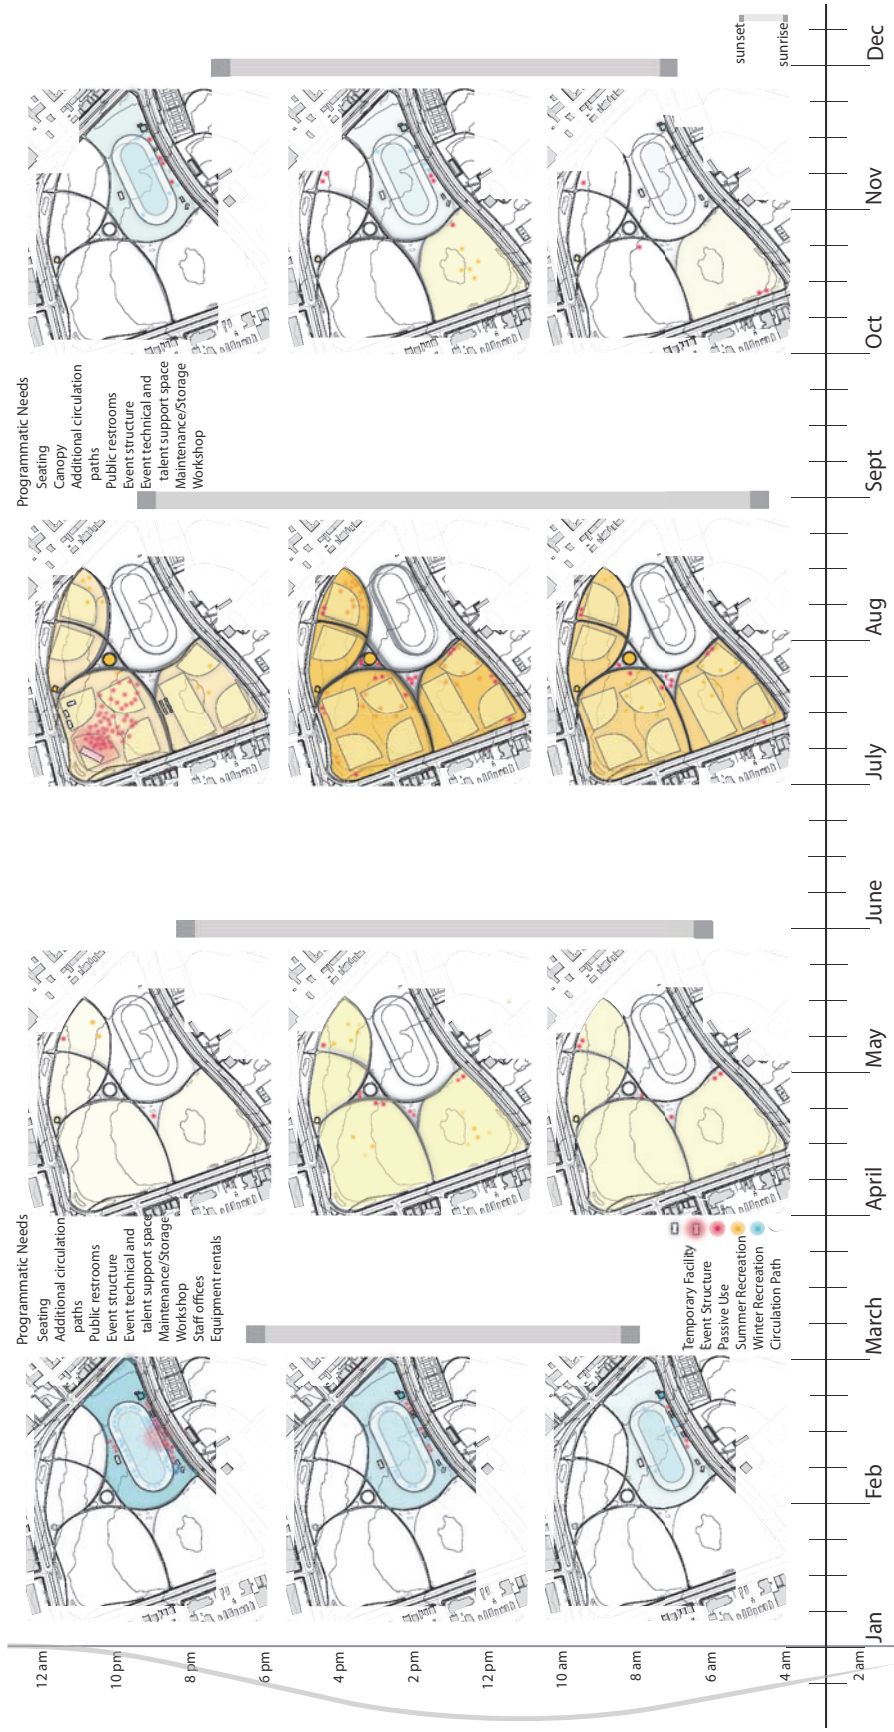 12 am
10 pm
8 pm
6 pm
4 pm
2 pm
12 pm
10 am
8 am
6 am
4 am
2 am
Programmatic Needs
Seating
Additional circulation
paths
Public restrooms
Event structure
Event technical and
talent support space
Maintenance/Storage
Workshop
Staff offices
Equipment rentals
Temporary Facility
Event Structure
Passive Use
Summer Recreation
Winter Recreation
Circulation Path
Programmatic Needs
Seating
Canopy
Additional circulation
paths
Public restrooms
Event structure
Event technical and
talent support space
Maintenance/Storage
Workshop
sunset
sunrise
Jan
Feb
March
April
May
June
July
Aug
Sept
Oct
Nov
Dec